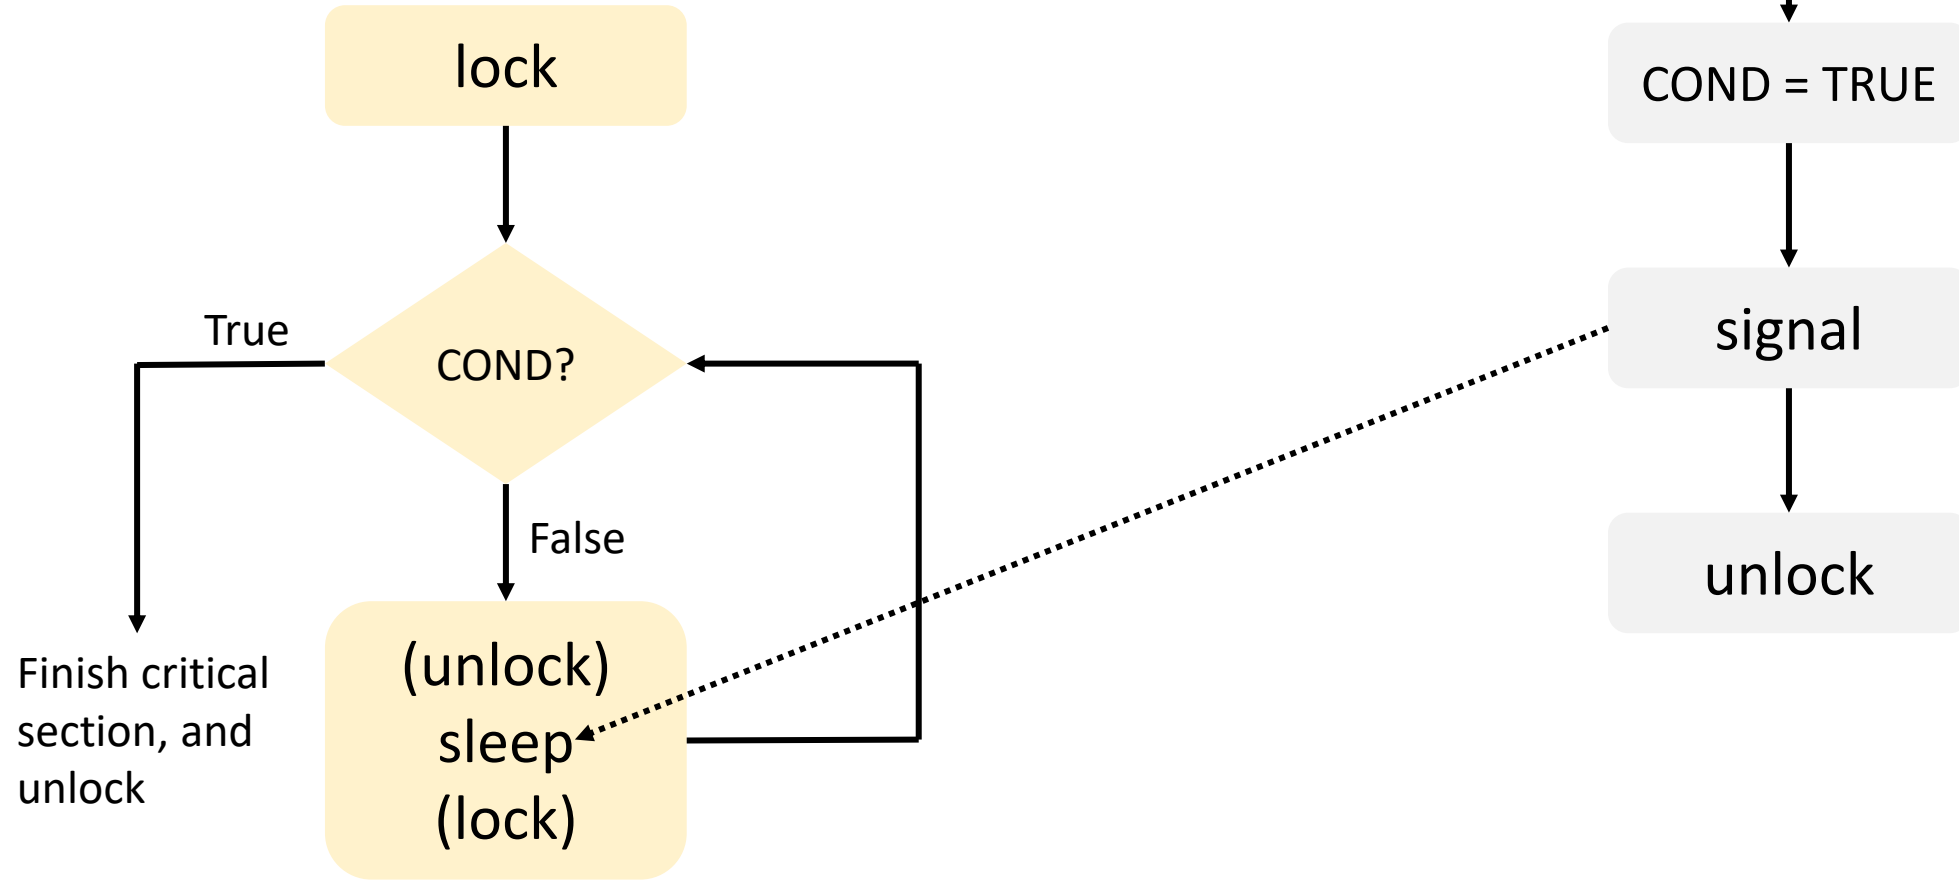 lock
COND?
True
False
(unlock)
sleep
(lock)
Finish critical
section, and
unlock
COND = TRUE
signal
unlock